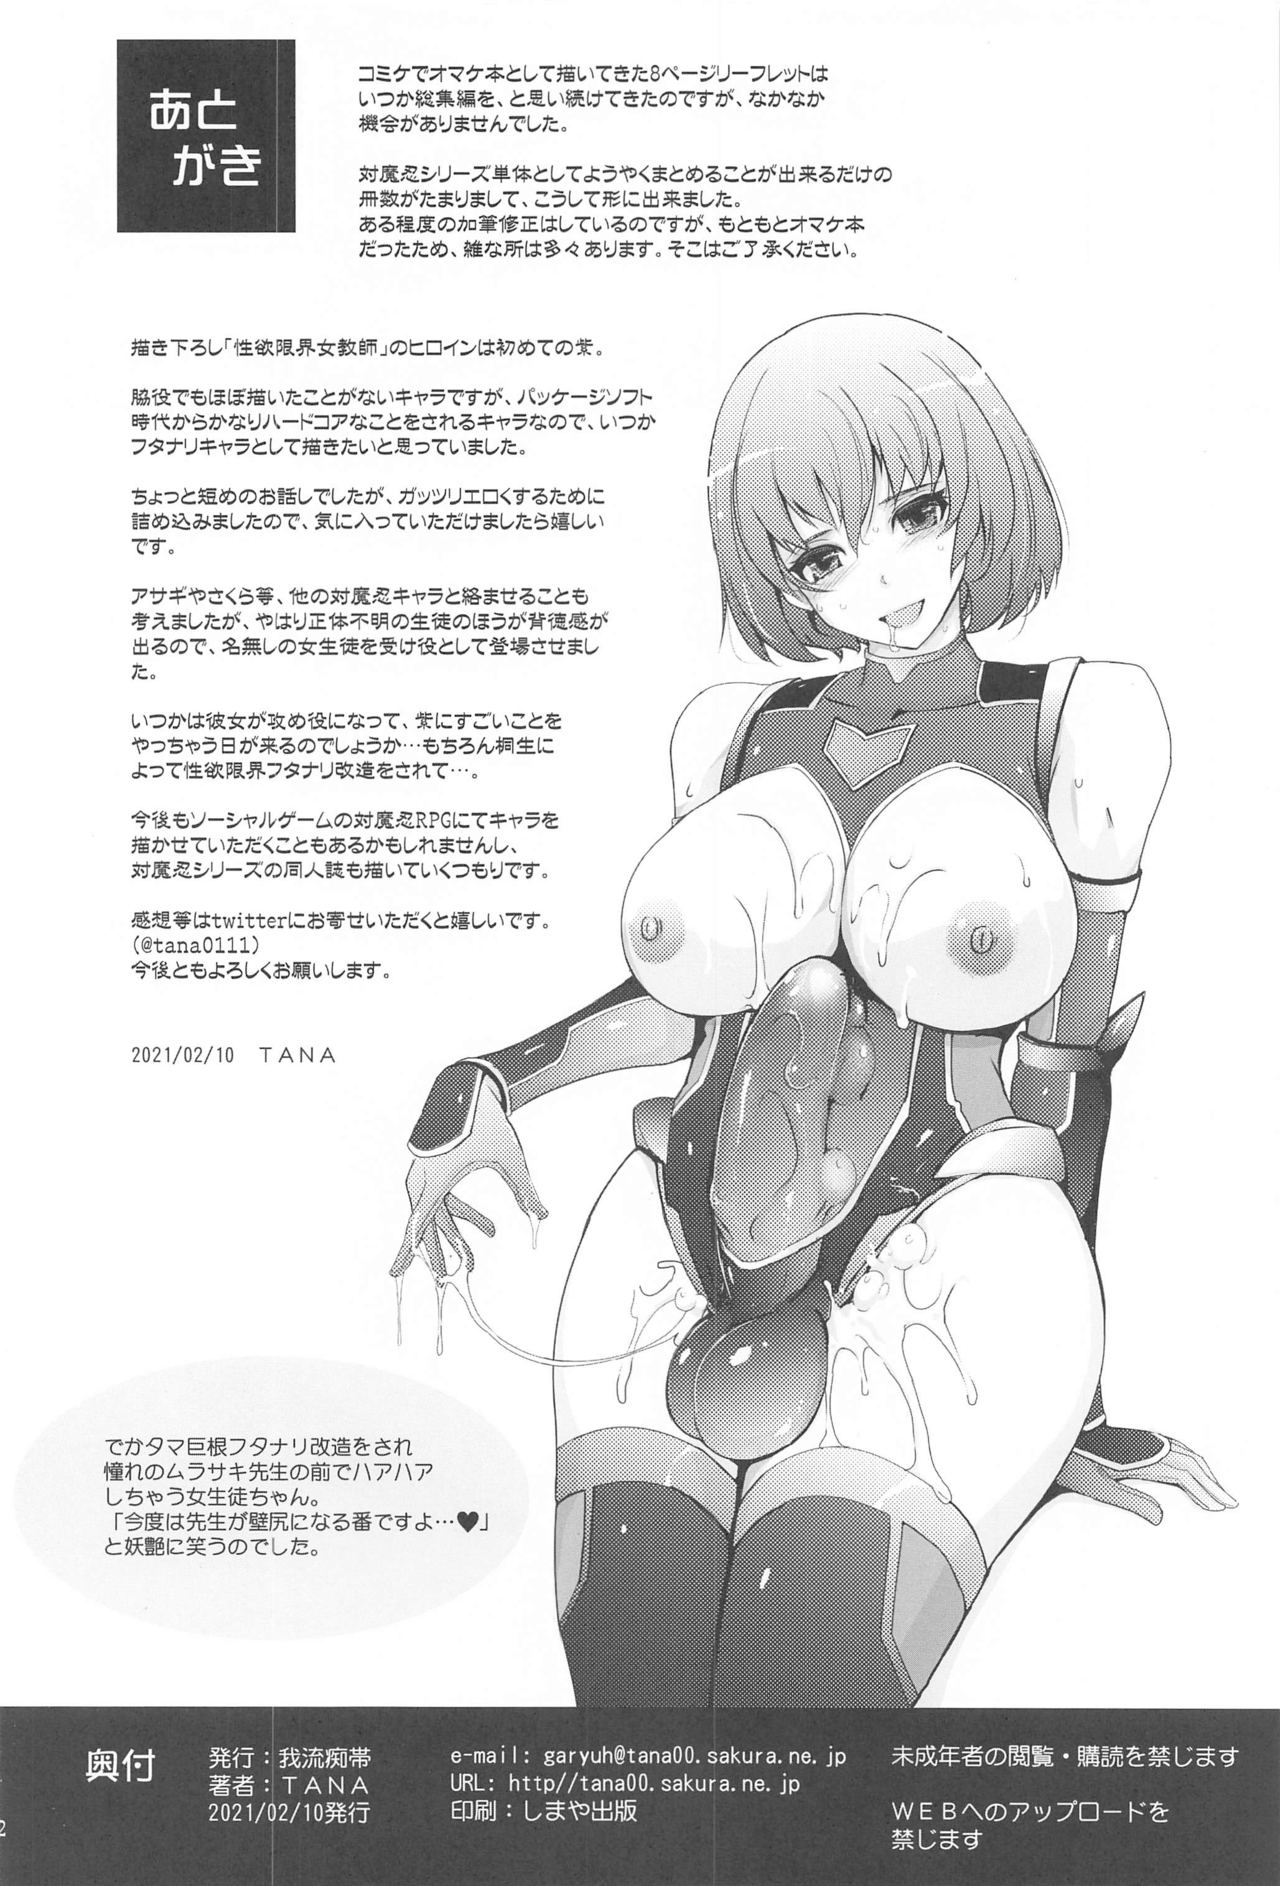 あと
がき
コミケでオマケ本として描いてきた8ページリーフレットは
いつか総集編を、と思い続けてきたのですが、なかなか
機会がありませんでした。
対魔忍シリーズ単体としてようやくまとめることが出来るだけの
冊数がたまりまして、こうして形に出来ました。
ある程度の加筆修正はしているのですが、もともとオマケ本
だったため、雑な所は多々あります。そこはご了承ください。
描き下ろし「性欲限界女教師」のヒロインは初めての紫。
脇役でもほぼ描いたことがないキャラですが、パッケージソフト
時代からかなりハードコアなことをされるキャラなので、いつか
フタナリキャラとして描きたいと思っていました。
ちょっと短めのお話しでしたが、ガッツリエロくするために
詰め込みましたので、気に入っていただけましたら嬉しい
です。
アサギやさくら等、他の対魔忍キャラと絡ませることも
考えましたが、やはり正体不明の生徒のほうが背徳感が
出るので、名無しの女生徒を受け役として登場させまし
た。
いつかは彼女が攻め役になって、紫にすごいことを
やっちゃう日が来るのでしょうか…もちろん桐生に
よって性欲限界フタナリ改造をされて…。
今後もソーシャルゲームの対魔忍RPGにてキャラを
描かせていただくこともあるかもしれませんし、
対魔忍シリーズの同人誌も描いていくつもりです。
感想等はtwitterにお寄せいただくと嬉しいです。
(@tana0111)
今後ともよろしくお願いします。
2021/02/10 ＴＡＮＡ
でかタマ巨根フタナリ改造をされ
憧れのムラサキ先生の前でハアハア
しちゃう女生徒ちゃん。
「今度は先生が壁尻になる番ですよ…♥」
と妖艶に笑うのでした。
奥付
発行：我流痴帯
著者：ＴＡＮＡ
2021/02/10発行
e-mail: garyuh@tana00.sakura.ne.jp
URL: http//tana00.sakura.ne.jp
印刷：しまや出版
未成年者の閲覧・購読を禁じます
ＷＥＢへのアップロードを
禁じます
2